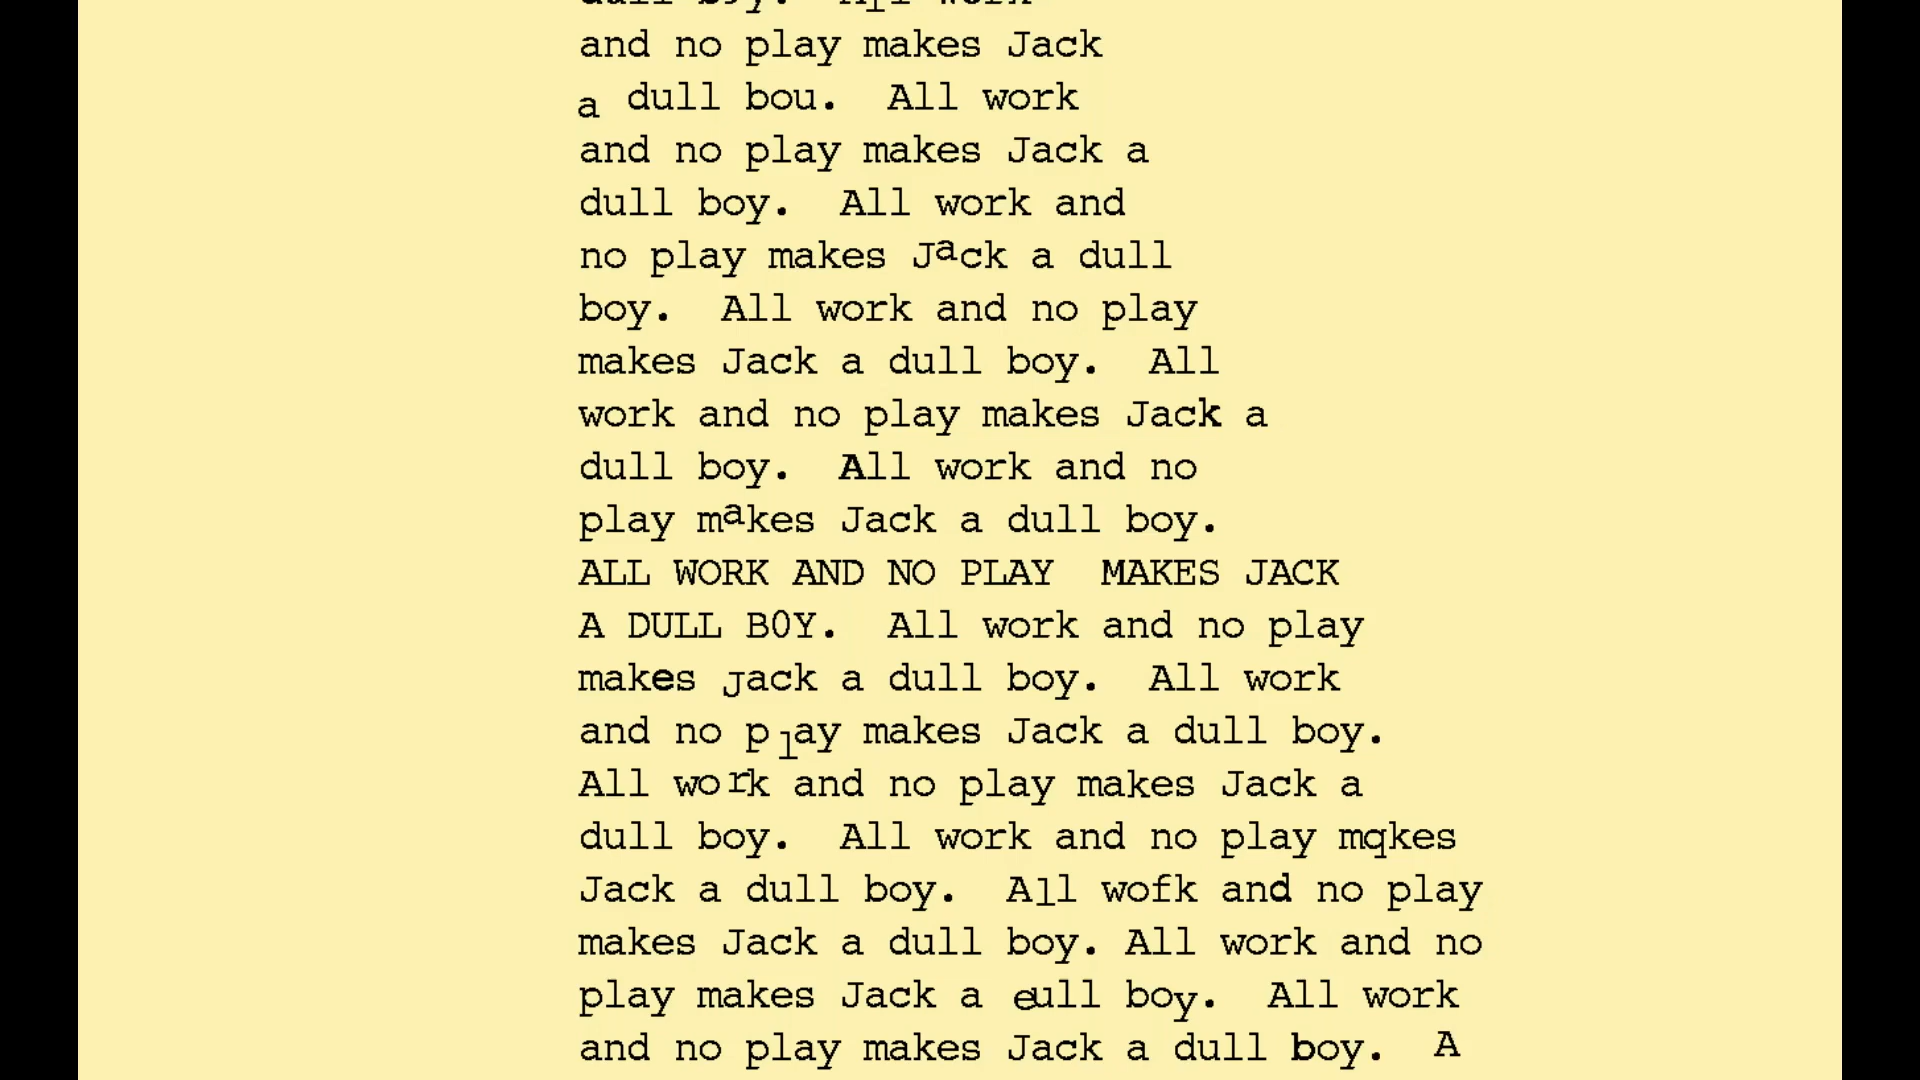 dull boy.  All work
and no play makes Jack
a dull bou.  All work
and no play makes Jack a
dull boy.  All work and
no play makes Jack a dull
boy.  All work and no play
makes Jack a dull boy.  All
work and no play makes Jack a
dull boy.  All work and no
play makes Jack a dull boy.
ALL WORK AND NO PLAY  MAKES JACK
A DULL B0Y.  All work and no play
makes Jack a dull boy.  All work
and no play makes Jack a dull boy.
All work and no play makes Jack a
dull boy.  All work and no play mqkes
Jack a dull boy.  All wofk and no play
makes Jack a dull boy. All work and no
play makes Jack a eull boy.  All work
and no play makes Jack a dull boy.  A